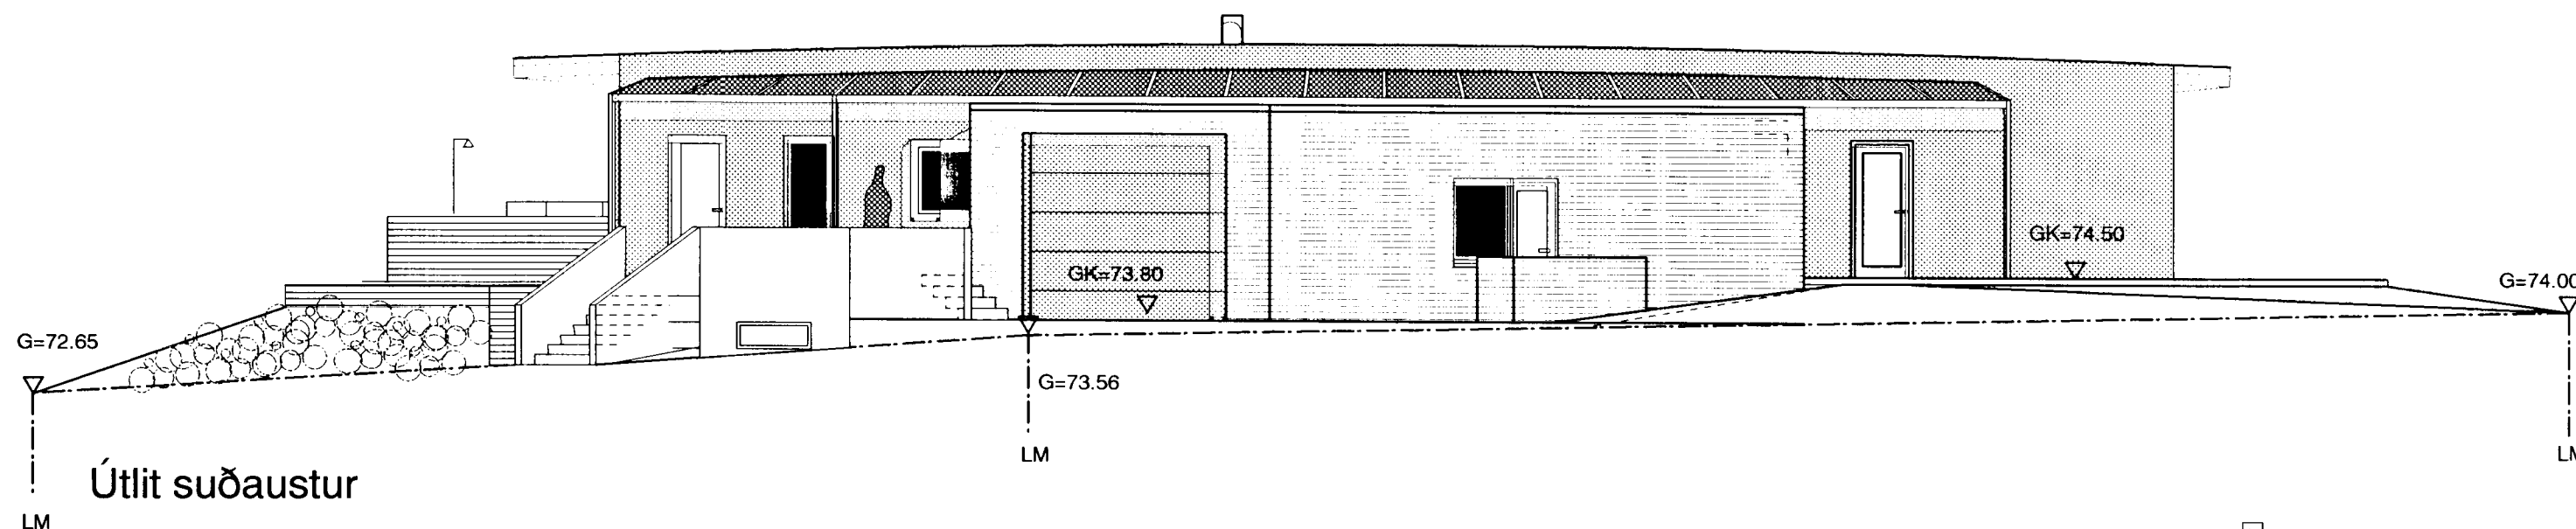 GK=74.50
GK=73.80
G=74.00
G=72.65
G=73.56
LM
LM
Útlit suðaustur
LM